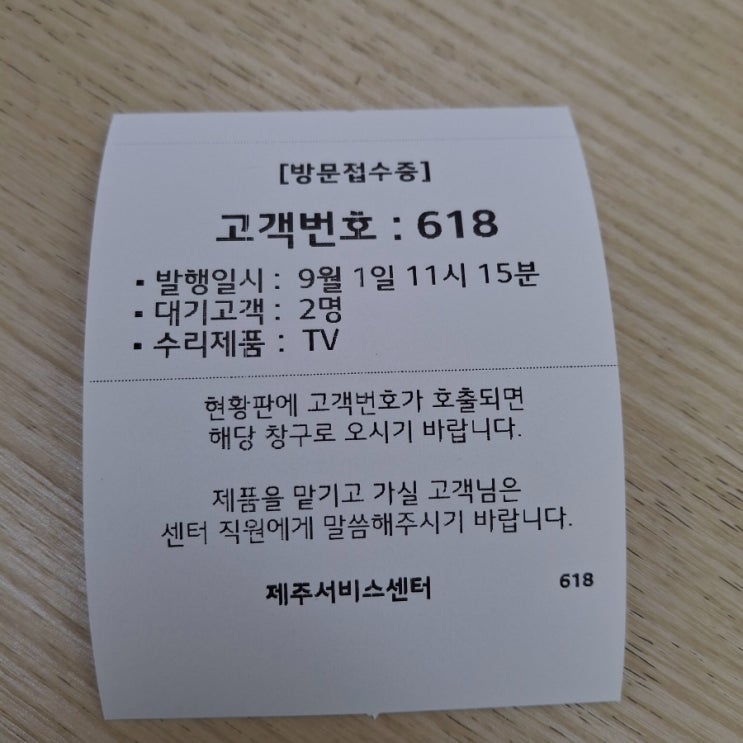 [방문접수증]
고객번호 : 618
▪ 발행일시 : 9월 1일 11시 15분
▪ 대기고객 : 2명
▪ 수리제품 : TV
현황판에 고객번호가 호출되면
해당 창구로 오시기 바랍니다.
제품을 맡기고 가실 고객님은
센터 직원에게 말씀해주시기 바랍니다.
제주서비스센터 618